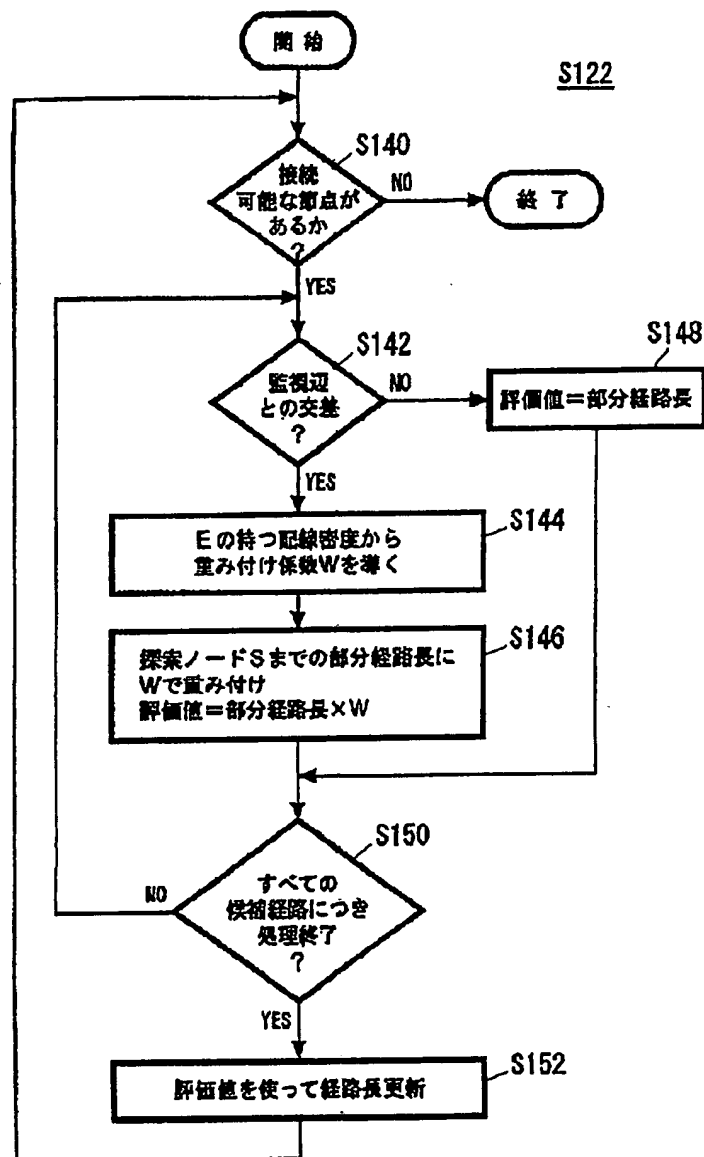 開 始
S122
S140
接続
可能な節点が
あるか
?
NO
終 了
YES
S142
監視辺
との交差
?
NO
S148
評価値=部分経路長
YES
S144
Eの持つ配線密度から
重み付け係数Wを導く
S146
探索ノードSまでの部分経路長に
Wで重み付け
評価値=部分経路長×W
S150
すべての
候補経路につき
処理終了
?
NO
YES
S152
評価値を使って経路長更新